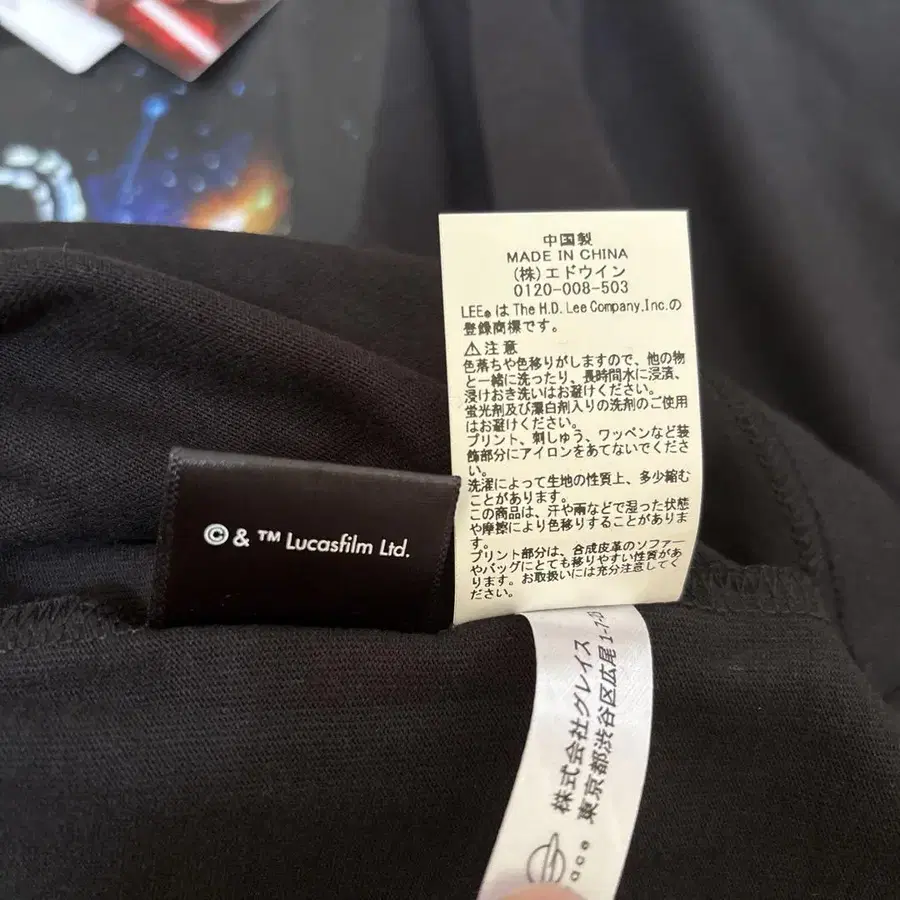 中国製
MADE IN CHINA
(株)エドウイン
0120-008-503
LEE®は The H.D. Lee Company,Inc.の
登録商標です。
⚠注意
色落ちや色移りがしますので、他の物
と一緒に洗ったり、長時間水に浸漬、
浸けおき洗いはお避けください。
蛍光剤及び漂白剤入りの洗剤のご使用
はお避けください。
プリント、刺しゅう、ワッペンなど装
飾部分にアイロンをあてないでくださ
い。
洗濯によって生地の性質上、多少縮む
ことがあります。
この商品は、汗や雨などで湿った状態
や摩擦により色移りすることがありま
す。
プリント部分は、合成皮革のソファー
やバッグにとても移りやすい性質があ
ります。お取扱いには充分注意してく
ださい。
©& ™ Lucasfilm Ltd.
株式会社グレイス
東京都渋谷区広尾 1-7-